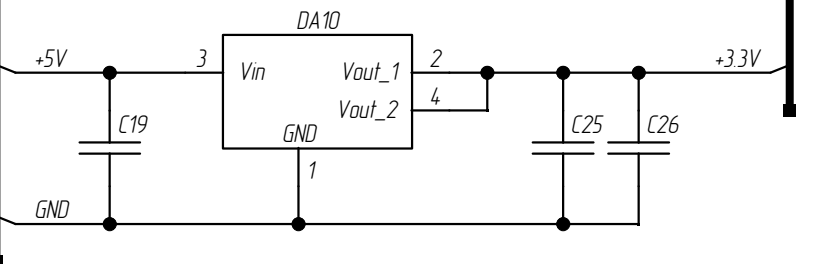 DA10
+5V 3 Vin Vout_1 2 +3.3V
Vout_2 4
C19 GND C25 C26
1
GND